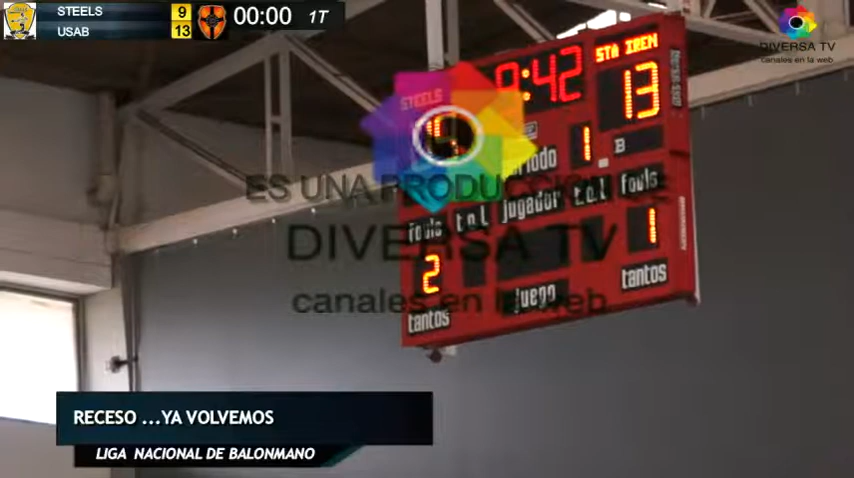 STEELS 9 00:00 1T
USAB 13
DIVERSA TV
canales en la web
9:42
STA IREN
STEELS
13
1
B
ES UNA PRODUCCION DE
DIVERSA TV
canales en la web
fouls t.o.t jugador t.o.t fouls
2
1
tantos juego tantos
RECESO ...YA VOLVEMOS
LIGA NACIONAL DE BALONMANO